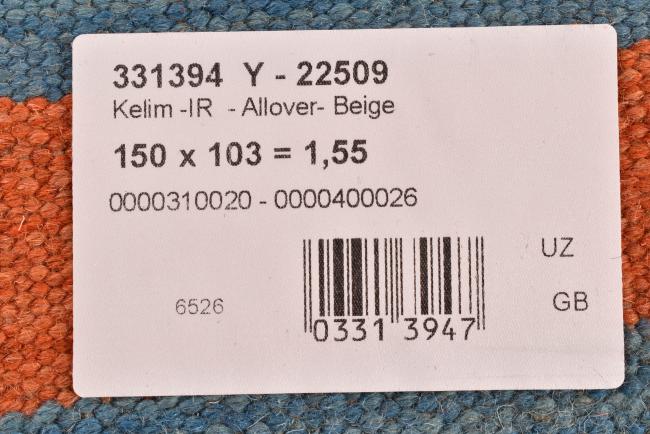 331394 Y - 22509
Kelim -IR - Allover- Beige
150 x 103 = 1,55
0000310020 - 0000400026
UZ
6526
GB
0331 3947